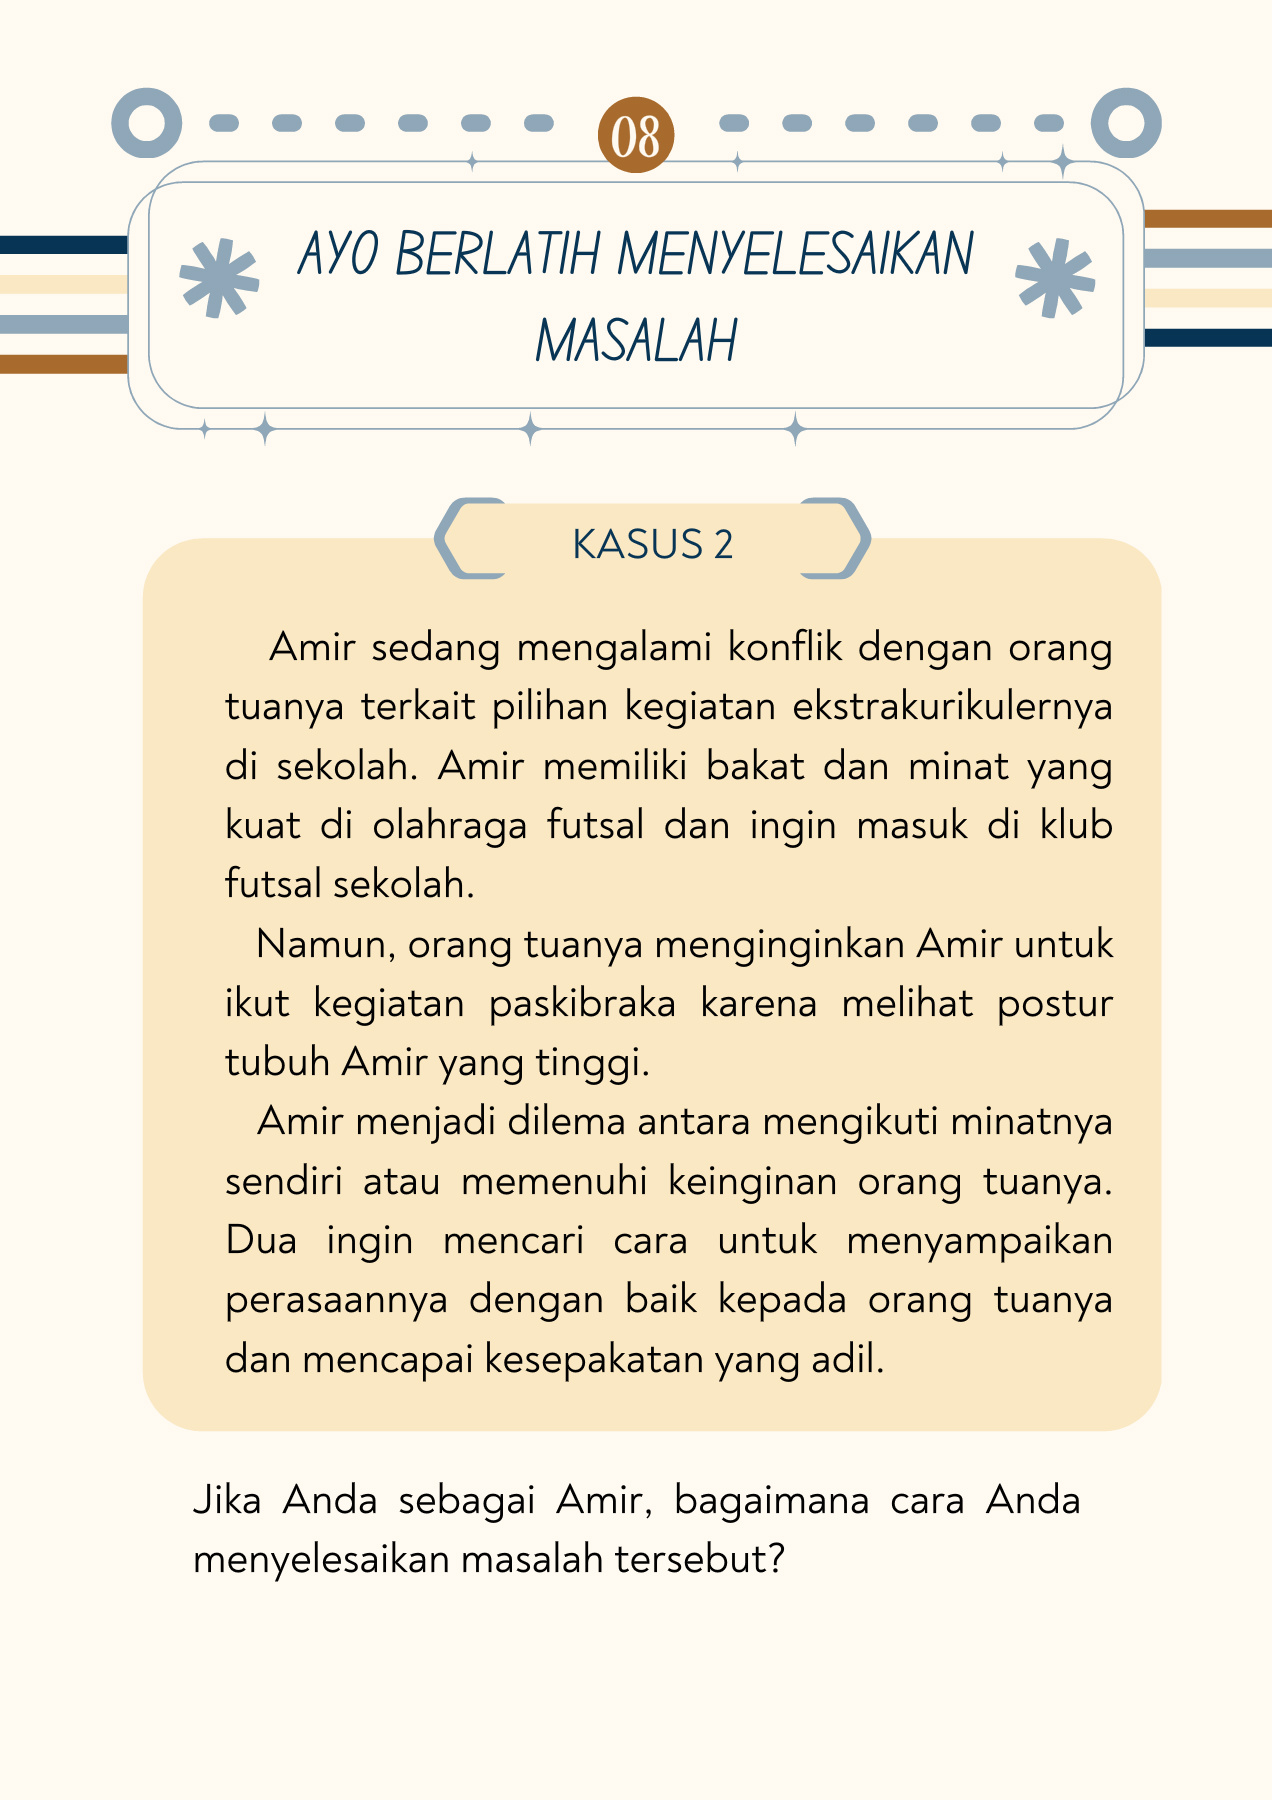 08
AYO BERLATIH MENYELESAIKAN
MASALAH
KASUS 2
Amir sedang mengalami konflik dengan orang
tuanya terkait pilihan kegiatan ekstrakurikulernya
di sekolah. Amir memiliki bakat dan minat yang
kuat di olahraga futsal dan ingin masuk di klub
futsal sekolah.
Namun, orang tuanya menginginkan Amir untuk
ikut kegiatan paskibraka karena melihat postur
tubuh Amir yang tinggi.
Amir menjadi dilema antara mengikuti minatnya
sendiri atau memenuhi keinginan orang tuanya.
Dua ingin mencari cara untuk menyampaikan
perasaannya dengan baik kepada orang tuanya
dan mencapai kesepakatan yang adil.
Jika Anda sebagai Amir, bagaimana cara Anda
menyelesaikan masalah tersebut?